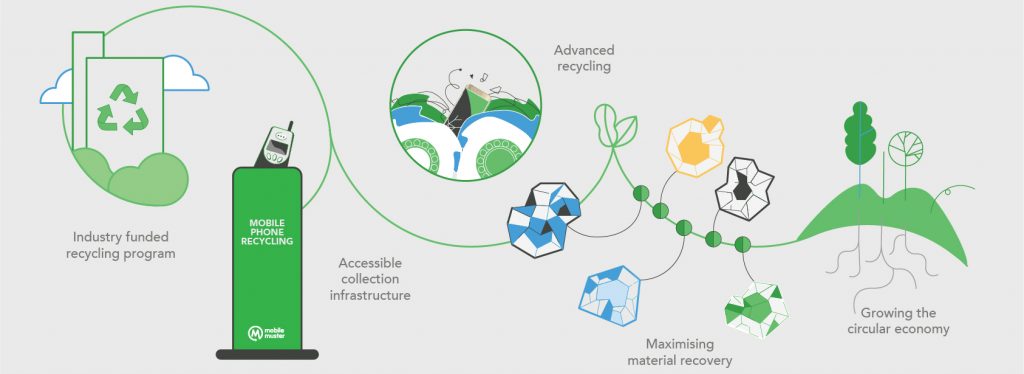 Industry funded
recycling program
MOBILE
PHONE
RECYCLING
mobile
muster
Accessible
collection
infrastructure
Advanced
recycling
Maximising
material recovery
Growing the
circular economy